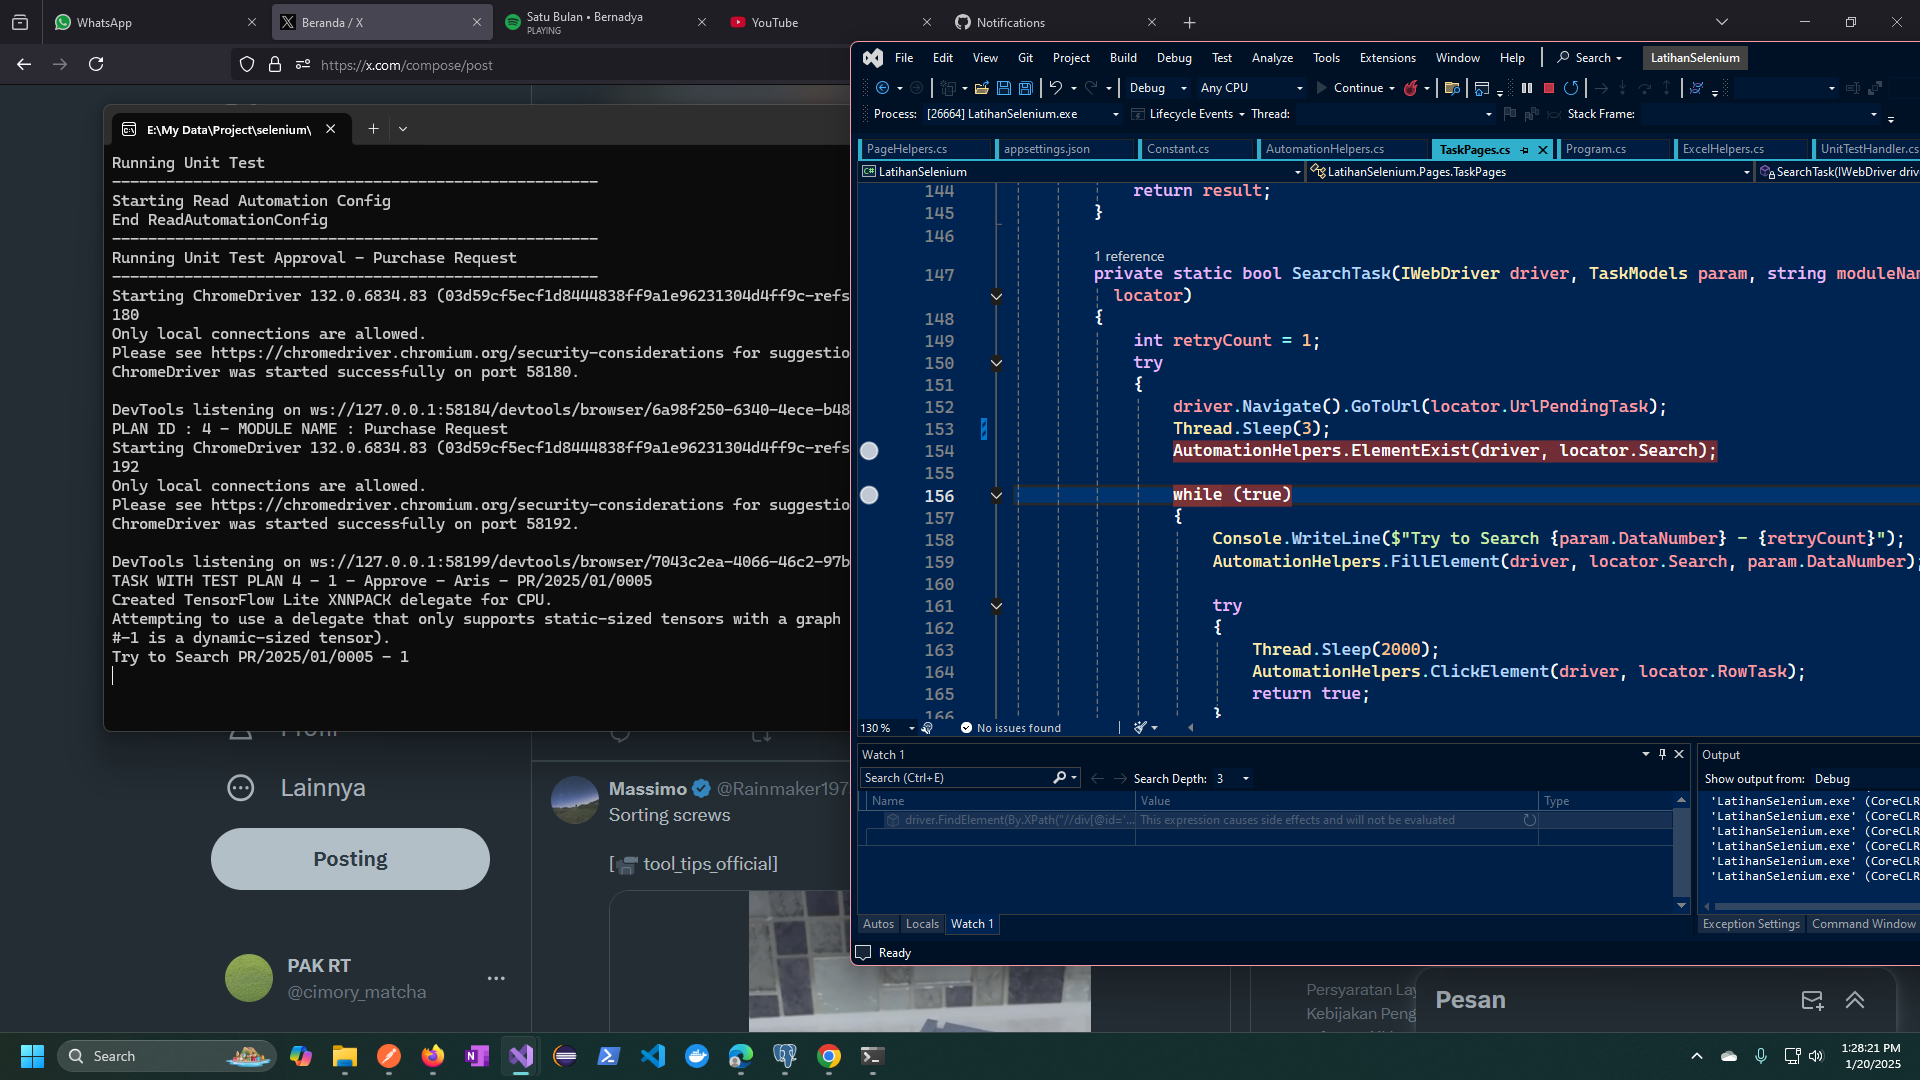 WhatsApp
Beranda / X
Satu Bulan • Bernadya
PLAYING
YouTube
Notifications
https://x.com/compose/post
E:\My Data\Project\selenium\
Running Unit Test
------------------------------------------------------
Starting Read Automation Config
End ReadAutomationConfig
------------------------------------------------------
Running Unit Test Approval - Purchase Request
------------------------------------------------------
Starting ChromeDriver 132.0.6834.83 (03d59cf5ecf1d8444838ff9a1e96231304d4ff9c-refs
180
Only local connections are allowed.
Please see https://chromedriver.chromium.org/security-considerations for suggestio
ChromeDriver was started successfully on port 58180.
DevTools listening on ws://127.0.0.1:58184/devtools/browser/6a98f250-6340-4ece-b48
PLAN ID : 4 - MODULE NAME : Purchase Request
Starting ChromeDriver 132.0.6834.83 (03d59cf5ecf1d8444838ff9a1e96231304d4ff9c-refs
192
Only local connections are allowed.
Please see https://chromedriver.chromium.org/security-considerations for suggestio
ChromeDriver was started successfully on port 58192.
DevTools listening on ws://127.0.0.1:58199/devtools/browser/7043c2ea-4066-46c2-97b
TASK WITH TEST PLAN 4 - 1 - Approve - Aris - PR/2025/01/0005
Created TensorFlow Lite XNNPACK delegate for CPU.
Attempting to use a delegate that only supports static-sized tensors with a graph
#-1 is a dynamic-sized tensor).
Try to Search PR/2025/01/0005 - 1
File Edit View Git Project Build Debug Test Analyze Tools Extensions Window Help Search LatihanSelenium
Debug Any CPU Continue
Process: [26664] LatihanSelenium.exe Lifecycle Events Thread: Stack Frame:
PageHelpers.cs appsettings.json Constant.cs AutomationHelpers.cs TaskPages.cs Program.cs ExcelHelpers.cs UnitTestHandler.cs
LatihanSelenium LatihanSelenium.Pages.TaskPages SearchTask(IWebDriver driv
144 return result;
145 }
146
1 reference
147 private static bool SearchTask(IWebDriver driver, TaskModels param, string moduleNam
locator)
148 {
149 int retryCount = 1;
150 try
151 {
152 driver.Navigate().GoToUrl(locator.UrlPendingTask);
153 Thread.Sleep(3);
154 AutomationHelpers.ElementExist(driver, locator.Search);
155
156 while (true)
157 {
158 Console.WriteLine($"Try to Search {param.DataNumber} - {retryCount}");
159 AutomationHelpers.FillElement(driver, locator.Search, param.DataNumber);
160
161 try
162 {
163 Thread.Sleep(2000);
164 AutomationHelpers.ClickElement(driver, locator.RowTask);
165 return true;
166 }
130 % No issues found
Watch 1
Search (Ctrl+E) Search Depth: 3
Name Value Type
driver.FindElement(By.XPath("//div[@id='... This expression causes side effects and will not be evaluated
Autos Locals Watch 1
Output
Show output from: Debug
'LatihanSelenium.exe' (CoreCLR
'LatihanSelenium.exe' (CoreCLR
'LatihanSelenium.exe' (CoreCLR
'LatihanSelenium.exe' (CoreCLR
'LatihanSelenium.exe' (CoreCLR
'LatihanSelenium.exe' (CoreCLR
Exception Settings Command Window
Ready
Profil
Lainnya
Posting
PAK RT
@cimory_matcha
Massimo @Rainmaker197
Sorting screws
[ tool_tips_official]
Persyaratan Lay
Kebijakan Peng
Pesan
Search
1:28:21 PM
1/20/2025